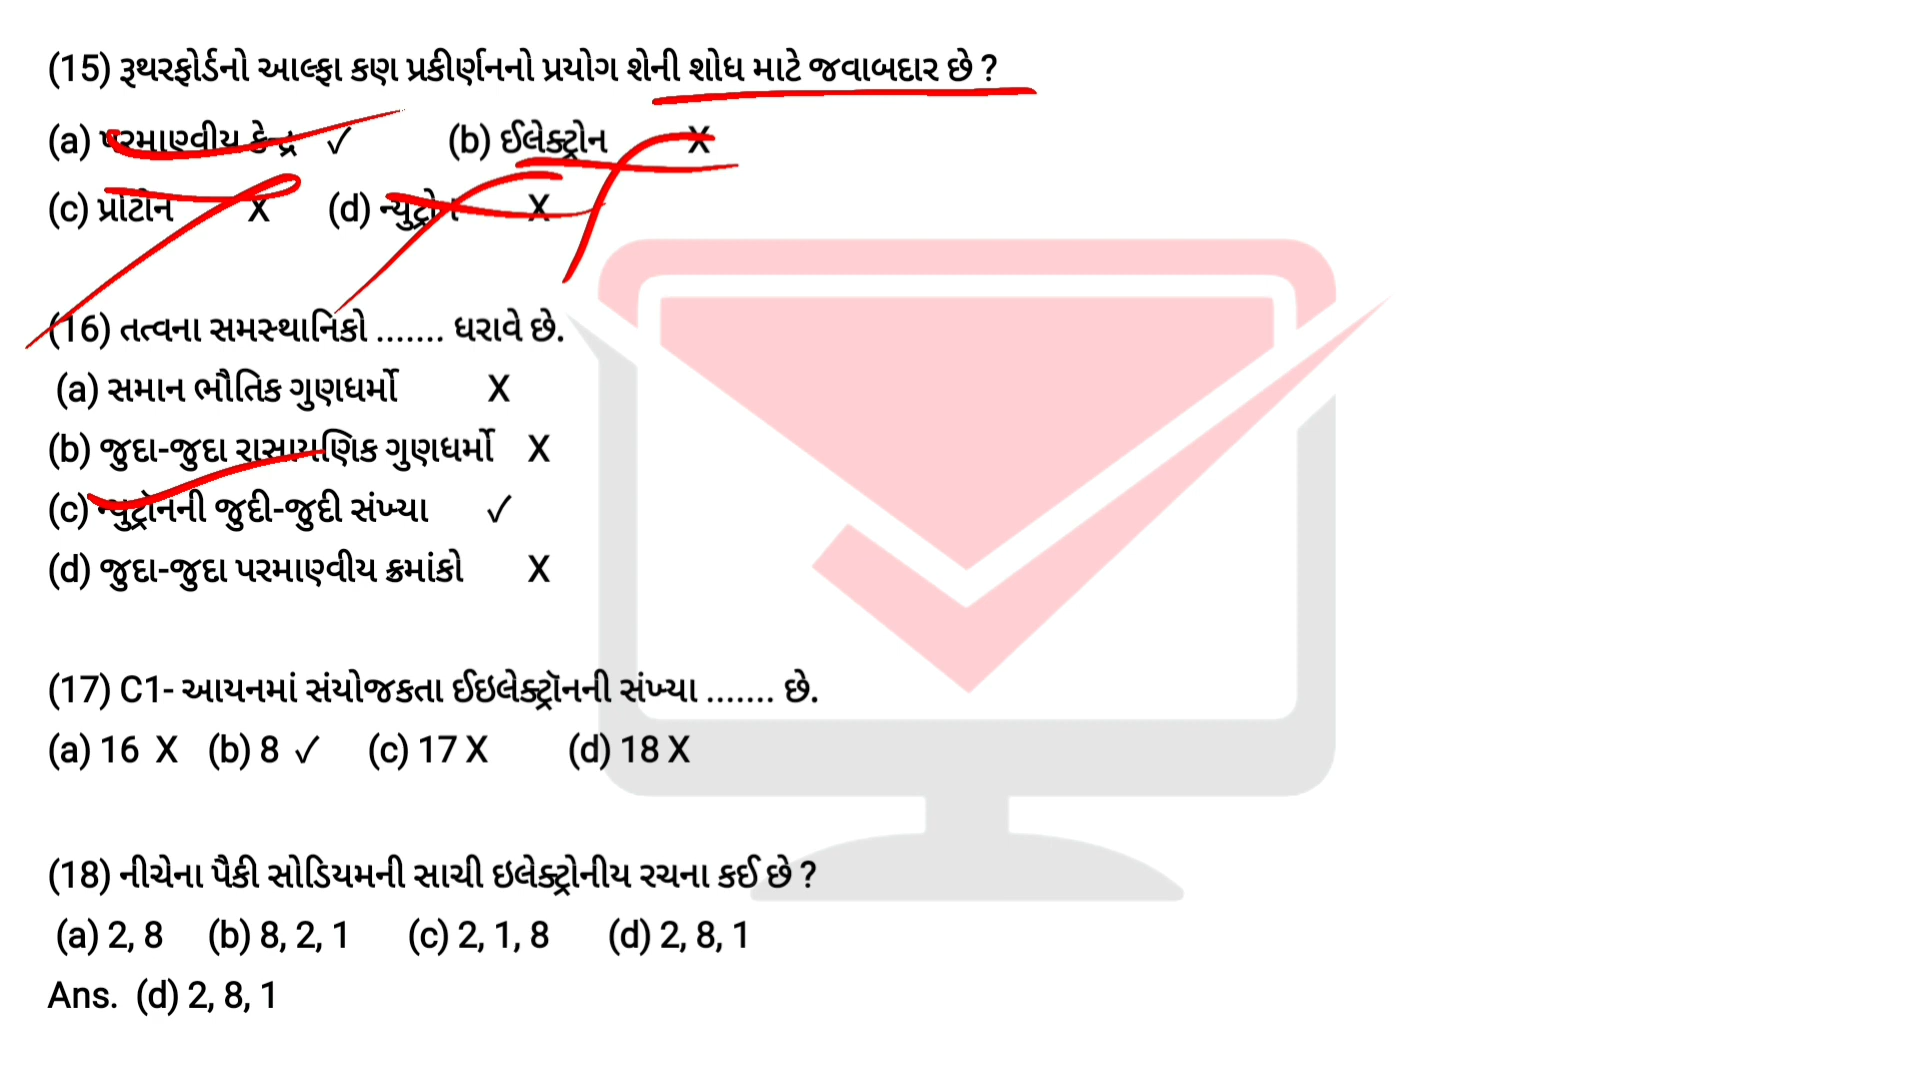 (15) રૂથરફોર્ડનો આલ્ફા કણ પ્રકીર્ણનનો પ્રયોગ શેની શોધ માટે જવાબદાર છે ?
(a) પરમાણ્વીય કેન્દ્ર ✓ (b) ઈલેક્ટ્રોન X
(c) પ્રોટોન X (d) ન્યુટ્રોન X
(16) તત્વના સમસ્થાનિકો ....... ધરાવે છે.
(a) સમાન ભૌતિક ગુણધર્મો X
(b) જુદા-જુદા રાસાયણિક ગુણધર્મો X
(c) ન્યુટ્રૉનની જુદી-જુદી સંખ્યા ✓
(d) જુદા-જુદા પરમાણ્વીય ક્રમાંકો X
(17) C1- આયનમાં સંયોજકતા ઈઇલેક્ટ્રૉનની સંખ્યા ....... છે.
(a) 16 X (b) 8 ✓ (c) 17 X (d) 18 X
(18) નીચેના પૈકી સોડિયમની સાચી ઇલેક્ટ્રોનીય રચના કઈ છે ?
(a) 2, 8 (b) 8, 2, 1 (c) 2, 1, 8 (d) 2, 8, 1
Ans. (d) 2, 8, 1